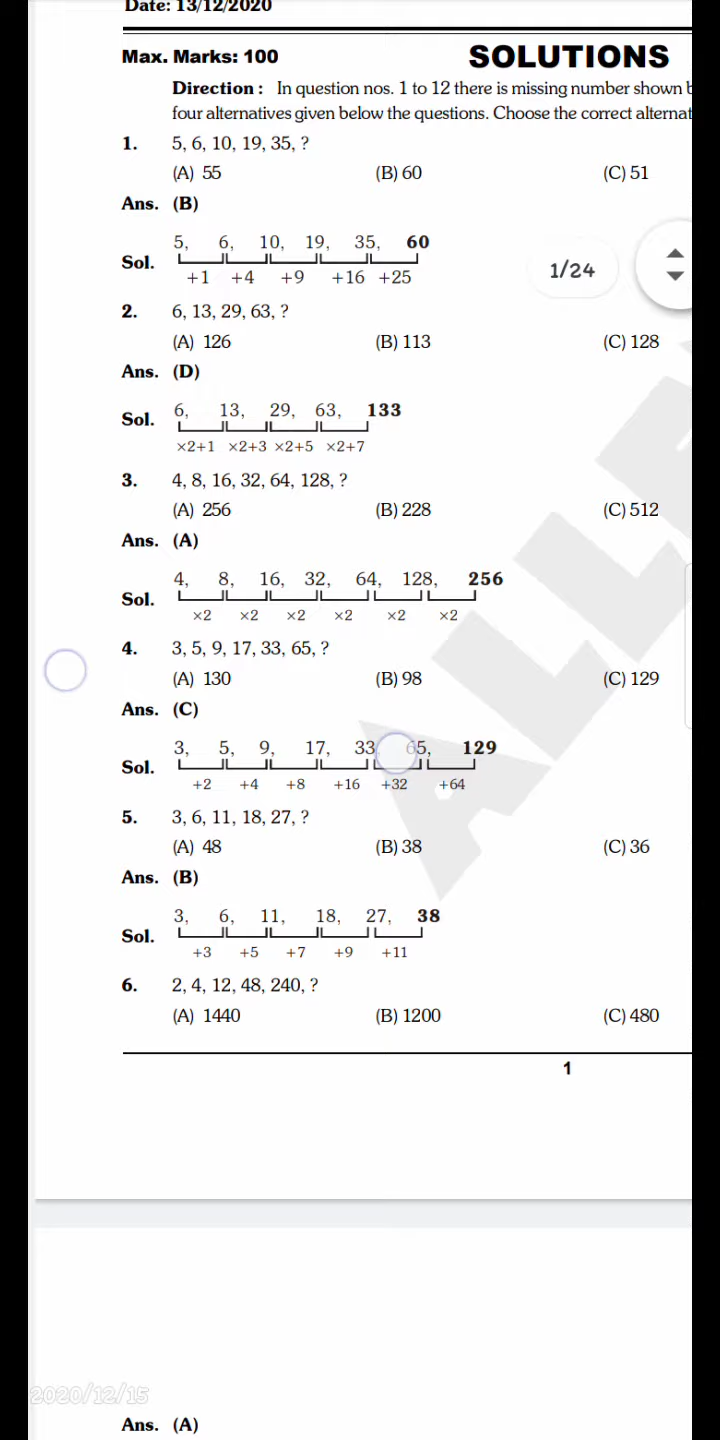 Date: 13/12/2020
Max. Marks: 100 SOLUTIONS
Direction : In question nos. 1 to 12 there is missing number shown b
four alternatives given below the questions. Choose the correct alternat
1. 5, 6, 10, 19, 35, ?
(A) 55 (B) 60 (C) 51
Ans. (B)
5, 6, 10, 19, 35, 60
Sol.
+1 +4 +9 +16 +25
1/24
2. 6, 13, 29, 63, ?
(A) 126 (B) 113 (C) 128
Ans. (D)
6, 13, 29, 63, 133
Sol.
×2+1 ×2+3 ×2+5 ×2+7
3. 4, 8, 16, 32, 64, 128, ?
(A) 256 (B) 228 (C) 512
Ans. (A)
4, 8, 16, 32, 64, 128, 256
Sol.
×2 ×2 ×2 ×2 ×2 ×2
4. 3, 5, 9, 17, 33, 65, ?
(A) 130 (B) 98 (C) 129
Ans. (C)
3, 5, 9, 17, 33, 65, 129
Sol.
+2 +4 +8 +16 +32 +64
5. 3, 6, 11, 18, 27, ?
(A) 48 (B) 38 (C) 36
Ans. (B)
3, 6, 11, 18, 27, 38
Sol.
+3 +5 +7 +9 +11
6. 2, 4, 12, 48, 240, ?
(A) 1440 (B) 1200 (C) 480
1
ALLE
2020/12/15
Ans. (A)